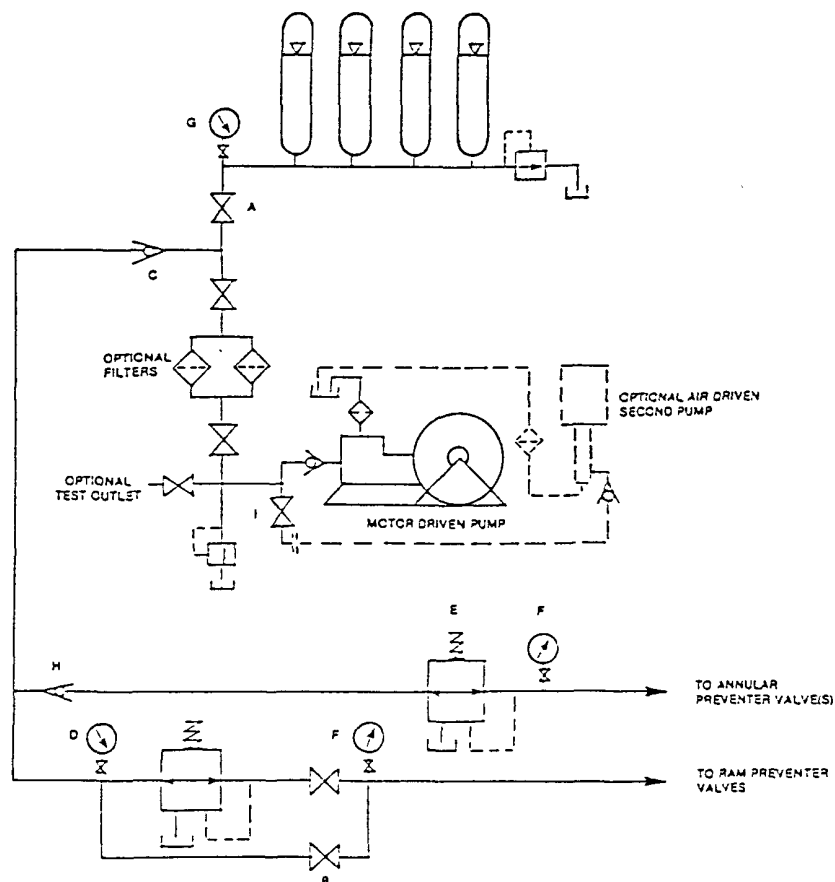 G
A
C
OPTIONAL
FILTERS
OPTIONAL AIR DRIVEN
SECOND PUMP
OPTIONAL
TEST OUTLET
I
MOTOR DRIVEN PUMP
E
F
H
TO ANNULAR
PREVENTER VALVE(S)
D
F
TO RAM PREVENTER
VALVES
B